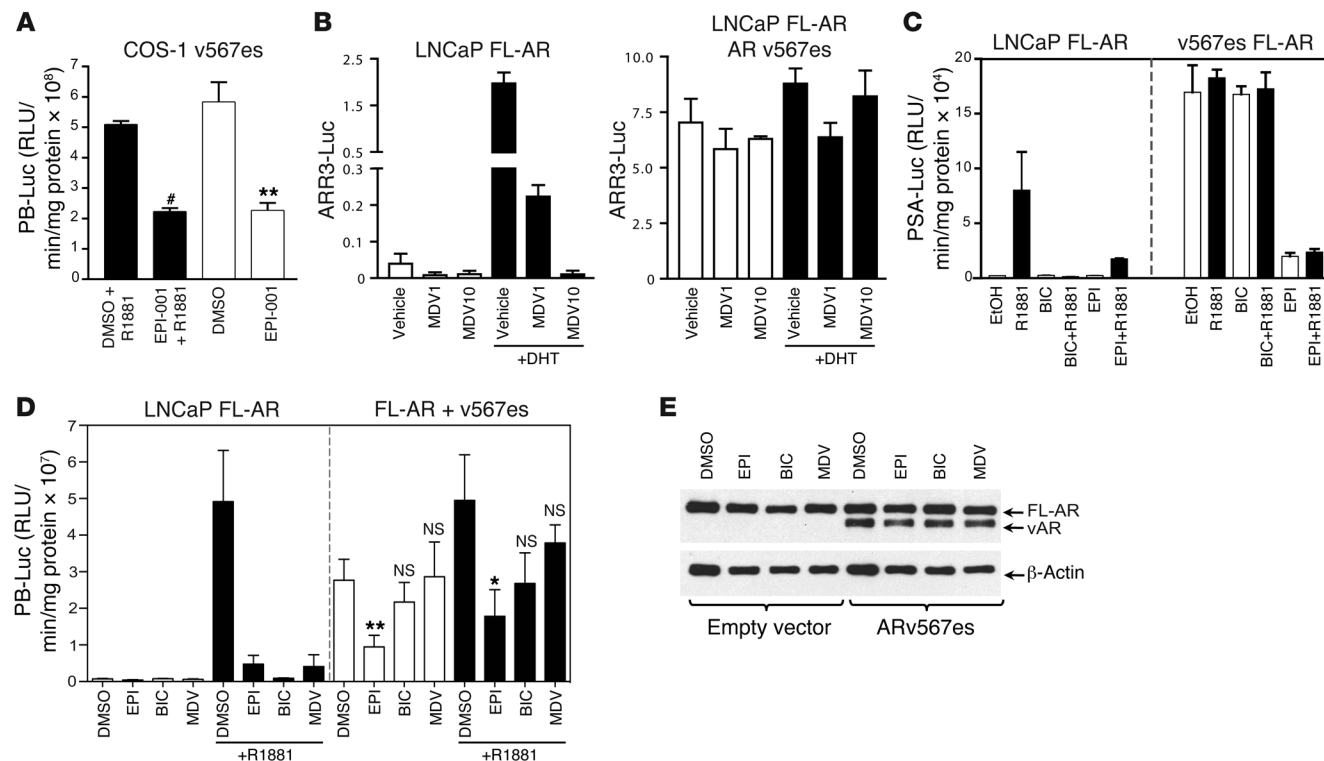 A
COS-1 v567es
PB-Luc (RLU/
min/mg protein × 10⁸)
7
6
5
4
3
2
1
0
#
**
DMSO +
R1881
EPI-001
+ R1881
DMSO
EPI-001
B
LNCaP FL-AR
ARR3-Luc
2.5
1.5
0.5
0.3
0.2
0.1
0
Vehicle
MDV1
MDV10
Vehicle
MDV1
MDV10
+DHT
LNCaP FL-AR
AR v567es
ARR3-Luc
10.0
7.5
5.0
2.5
0
Vehicle
MDV1
MDV10
Vehicle
MDV1
MDV10
+DHT
C
LNCaP FL-AR
v567es FL-AR
PSA-Luc (RLU/
min/mg protein × 10⁴)
20
15
10
5
0
EtOH
R1881
BIC
BIC+R1881
EPI
EPI+R1881
EtOH
R1881
BIC
BIC+R1881
EPI
EPI+R1881
D
LNCaP FL-AR
FL-AR + v567es
PB-Luc (RLU/
min/mg protein × 10⁷)
7
6
5
4
3
2
1
0
**
NS
NS
*
NS
NS
DMSO
EPI
BIC
MDV
DMSO
EPI
BIC
MDV
DMSO
EPI
BIC
MDV
DMSO
EPI
BIC
MDV
+R1881
+R1881
E
DMSO
EPI
BIC
MDV
DMSO
EPI
BIC
MDV
FL-AR
vAR
β-Actin
Empty vector
ARv567es